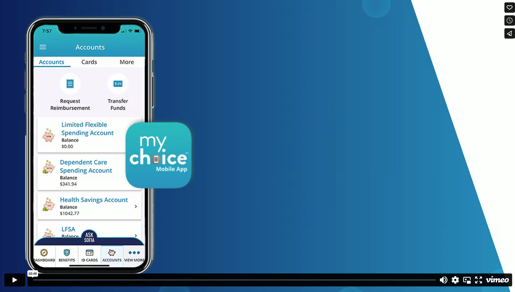 7:57
Accounts
Accounts Cards More
Request
Reimbursement
Transfer
Funds
Limited Flexible
Spending Account
Balance
$0.00
Dependent Care
Spending Account
Balance
$341.94
Health Savings Account
Balance
$1042.77
LFSA
ASK
SOFIA
DASHBOARD BENEFITS ID CARDS ACCOUNTS VIEW MORE
my
choice
Mobile App
vimeo